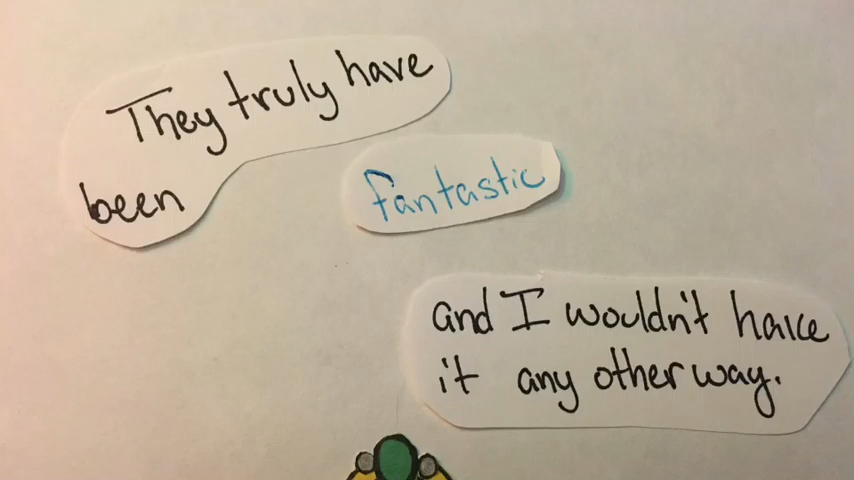 They truly have
been
fantastic
and I wouldn't have
it any other way.